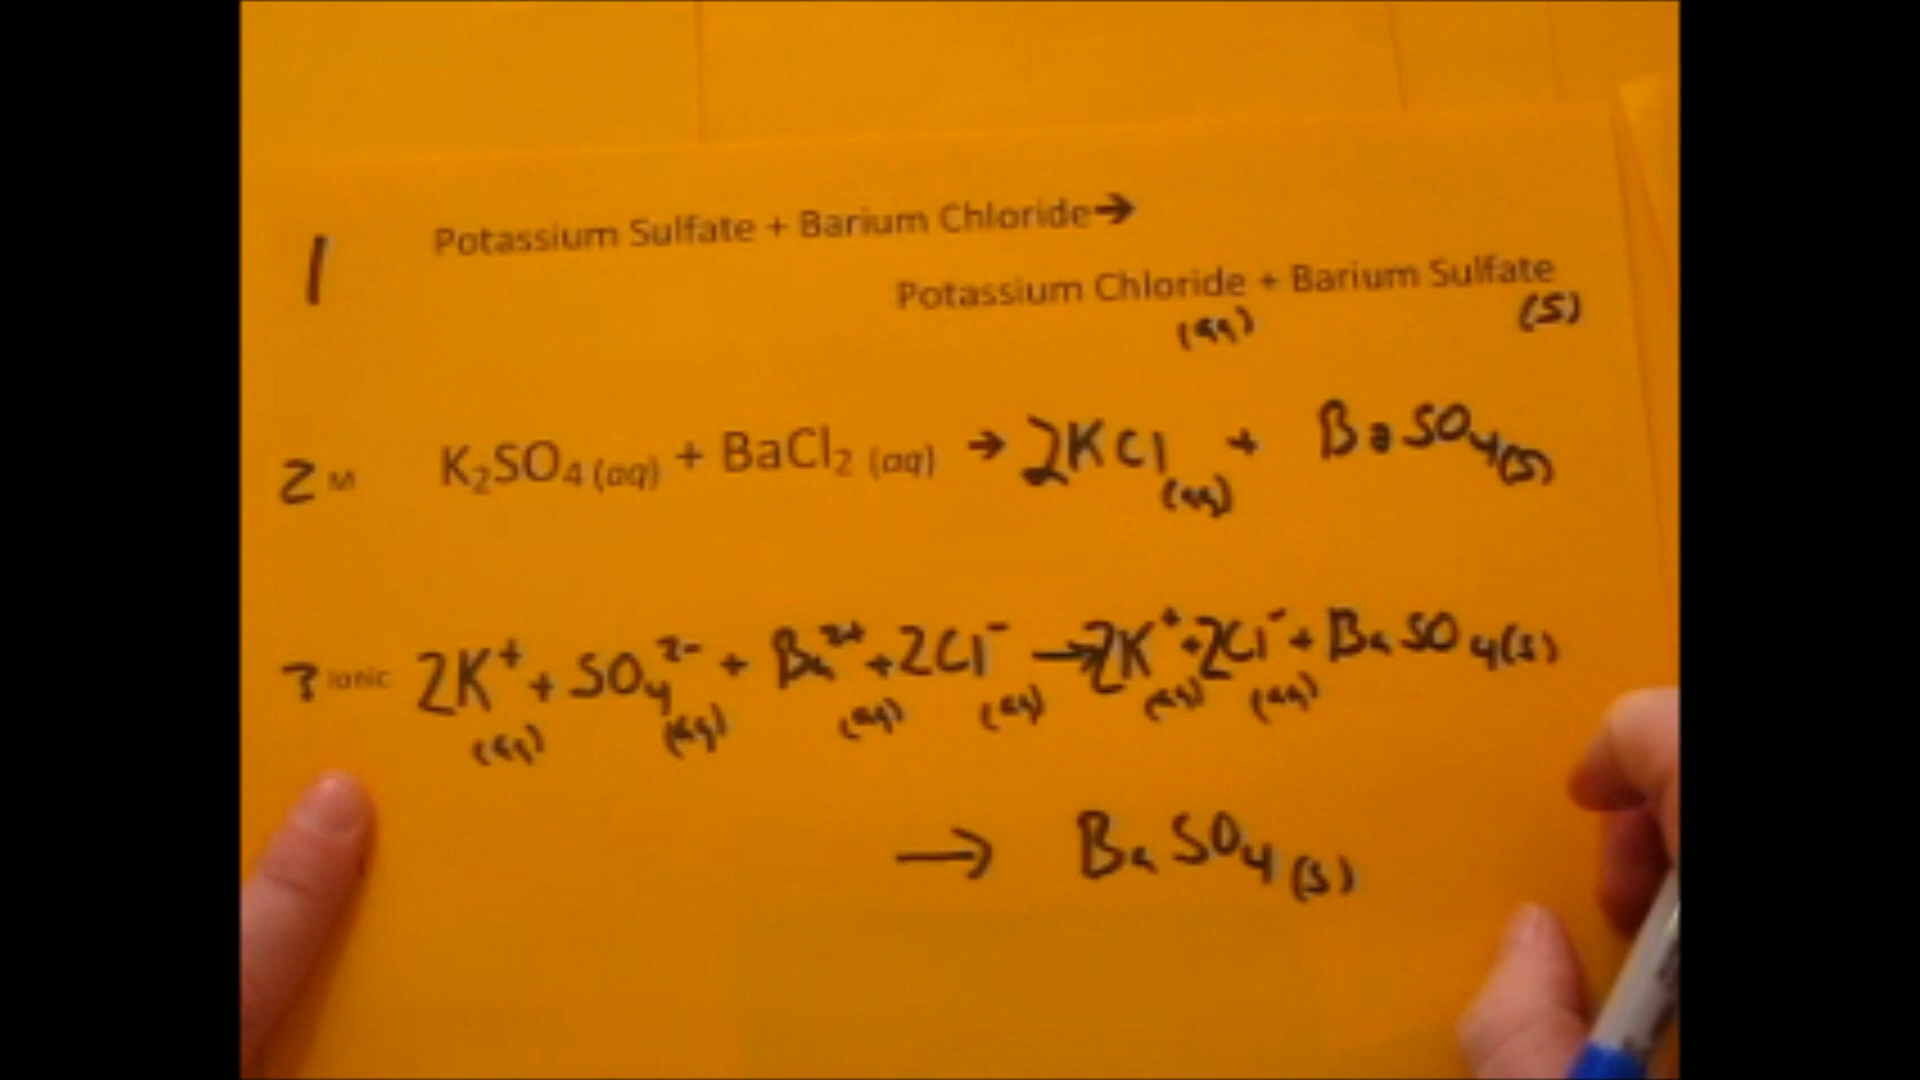 1 Potassium Sulfate + Barium Chloride→
Potassium Chloride + Barium Sulfate
(aq) (s)
2 M K₂SO₄ (aq) + BaCl₂ (aq) → 2KCl (aq) + BaSO₄(s)
3 Ionic 2K⁺ (aq) + SO₄²⁻ (aq) + Ba²⁺ (aq) + 2Cl⁻ (aq) → 2K⁺ (aq) + 2Cl⁻ (aq) + BaSO₄(s)
→ BaSO₄(s)